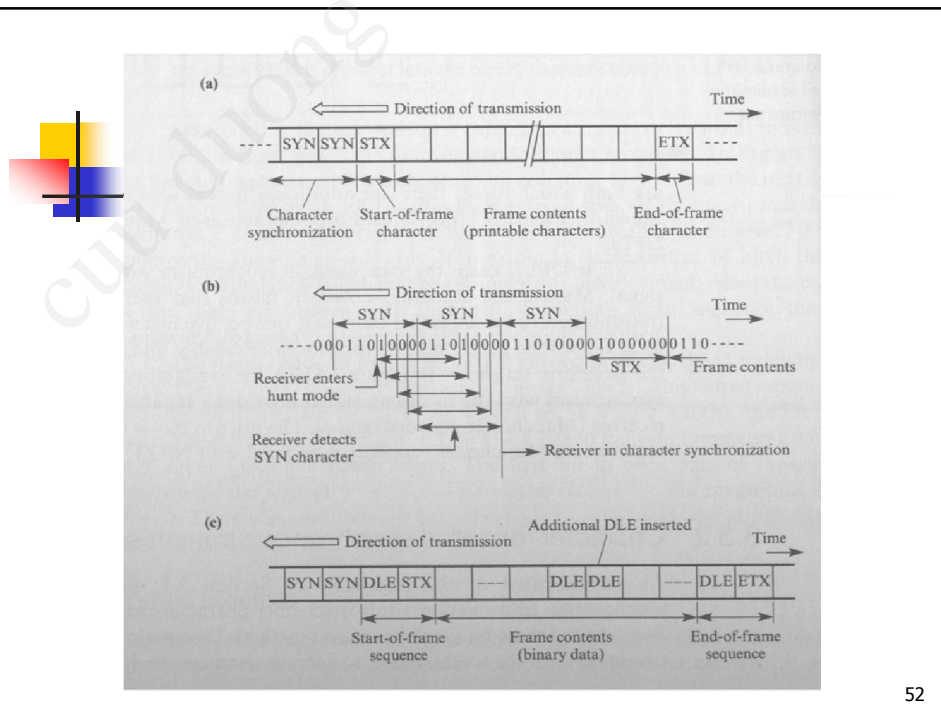 cuu duong
(a)
Direction of transmission
Time
---- SYN SYN STX ETX ----
Character synchronization
Start-of-frame character
Frame contents (printable characters)
End-of-frame character
(b)
Direction of transmission
Time
SYN SYN SYN
----00011010000110100001101000010000000110----
STX
Frame contents
Receiver enters
hunt mode
Receiver detects
SYN character
Receiver in character synchronization
(c)
Additional DLE inserted
Direction of transmission
Time
SYN SYN DLE STX --- DLE DLE --- DLE ETX
Start-of-frame sequence
Frame contents (binary data)
End-of-frame sequence
52